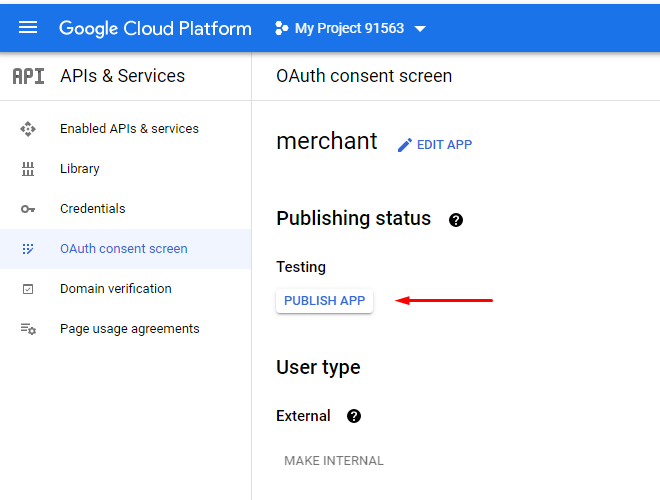 Google Cloud Platform
My Project 91563
API
APIs & Services
OAuth consent screen
Enabled APIs & services
Library
Credentials
OAuth consent screen
Domain verification
Page usage agreements
merchant
EDIT APP
Publishing status
Testing
PUBLISH APP
User type
External
MAKE INTERNAL